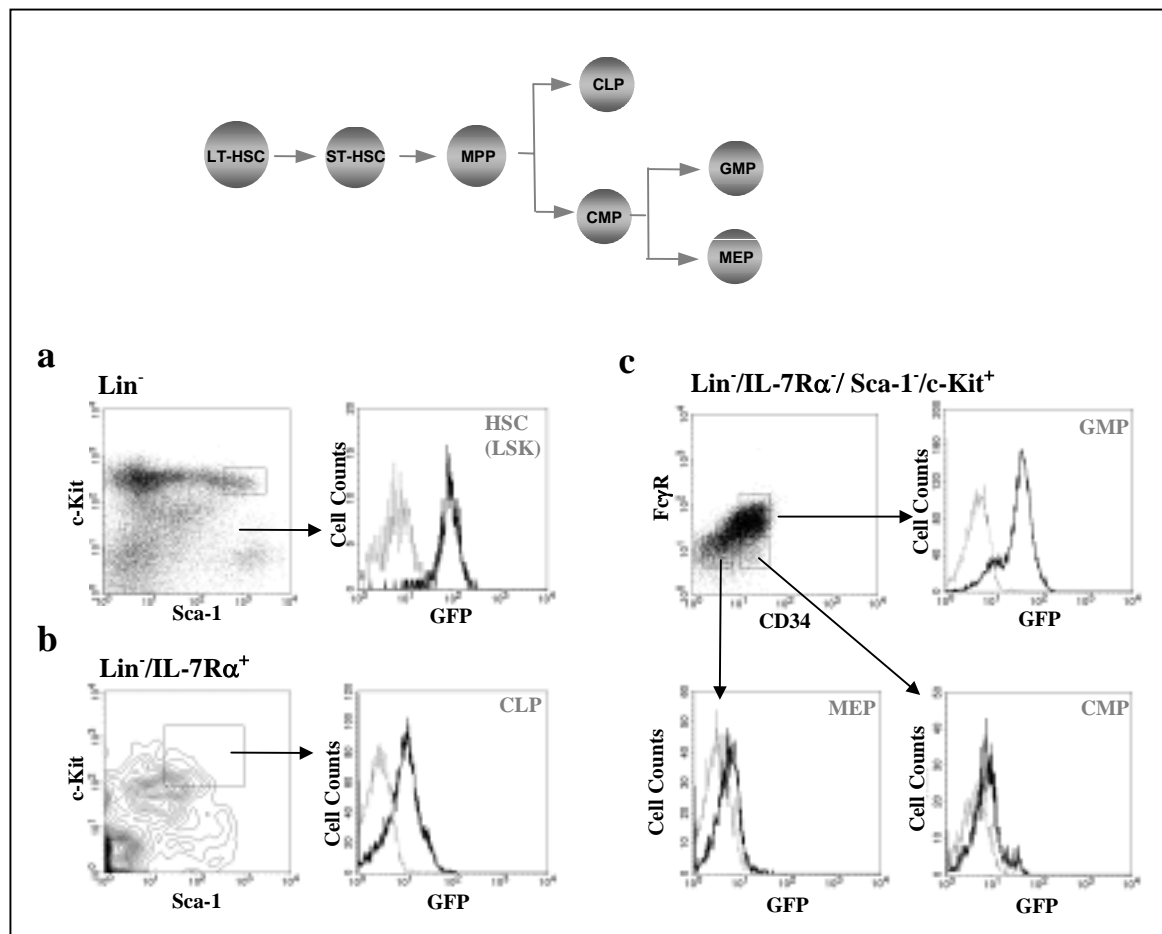 CLP
LT-HSC
ST-HSC
MPP
GMP
CMP
MEP
a
Lin⁻
c-Kit
Sca-1
HSC
(LSK)
Cell Counts
GFP
b
Lin⁻/IL-7Rα⁺
c-Kit
Sca-1
CLP
Cell Counts
GFP
c
Lin⁻/IL-7Rα⁻/ Sca-1⁻/c-Kit⁺
FcγR
CD34
GMP
Cell Counts
GFP
MEP
Cell Counts
GFP
CMP
Cell Counts
GFP